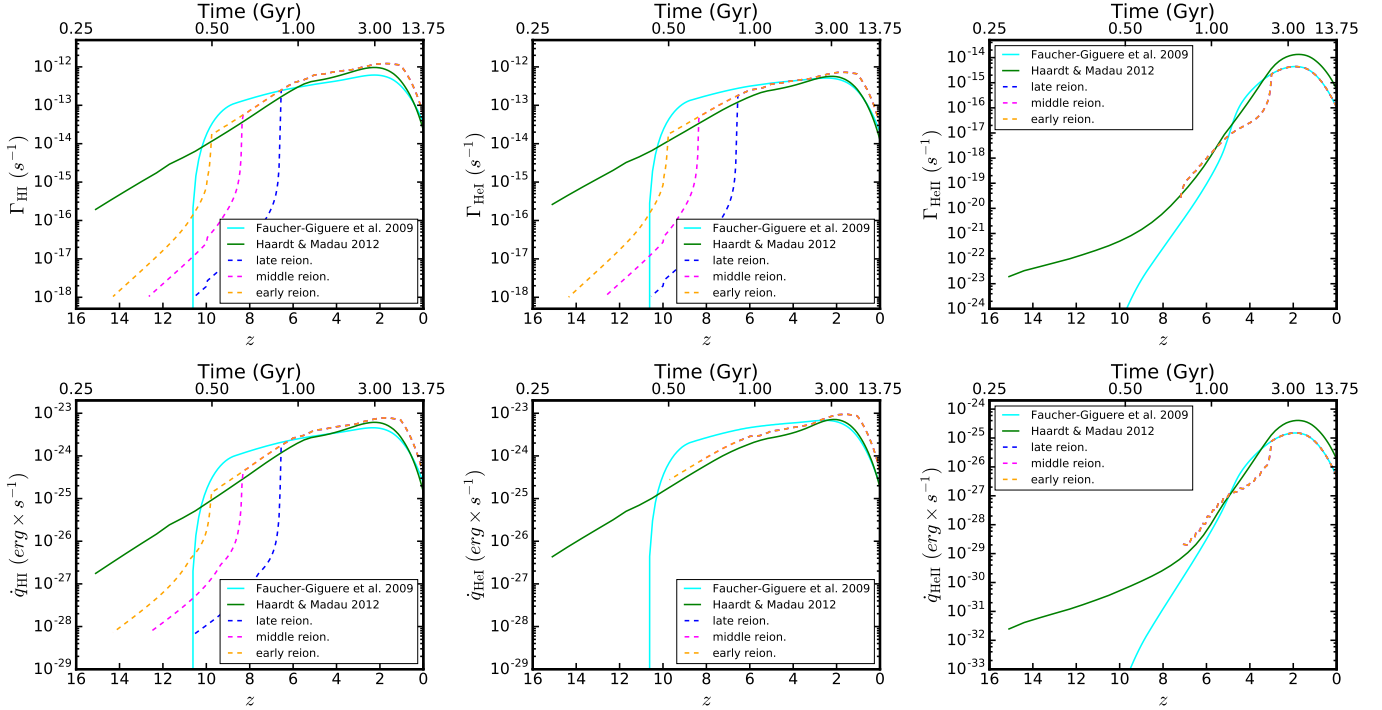 Time (Gyr)
0.25 0.50 1.00 3.00 13.75
10⁻¹²
10⁻¹³
10⁻¹⁴
10⁻¹⁵
10⁻¹⁶
10⁻¹⁷
10⁻¹⁸
Γ_HI (s⁻¹)
Faucher-Giguere et al. 2009
Haardt & Madau 2012
late reion.
middle reion.
early reion.
16 14 12 10 8 6 4 2 0
z
Time (Gyr)
0.25 0.50 1.00 3.00 13.75
10⁻¹²
10⁻¹³
10⁻¹⁴
10⁻¹⁵
10⁻¹⁶
10⁻¹⁷
10⁻¹⁸
Γ_HeI (s⁻¹)
Faucher-Giguere et al. 2009
Haardt & Madau 2012
late reion.
middle reion.
early reion.
16 14 12 10 8 6 4 2 0
z
Time (Gyr)
0.25 0.50 1.00 3.00 13.75
10⁻¹⁴
10⁻¹⁵
10⁻¹⁶
10⁻¹⁷
10⁻¹⁸
10⁻¹⁹
10⁻²⁰
10⁻²¹
10⁻²²
10⁻²³
10⁻²⁴
Γ_HeII (s⁻¹)
Faucher-Giguere et al. 2009
Haardt & Madau 2012
late reion.
middle reion.
early reion.
16 14 12 10 8 6 4 2 0
z
Time (Gyr)
0.25 0.50 1.00 3.00 13.75
10⁻²³
10⁻²⁴
10⁻²⁵
10⁻²⁶
10⁻²⁷
10⁻²⁸
10⁻²⁹
q̇_HI (erg × s⁻¹)
Faucher-Giguere et al. 2009
Haardt & Madau 2012
late reion.
middle reion.
early reion.
16 14 12 10 8 6 4 2 0
z
Time (Gyr)
0.25 0.50 1.00 3.00 13.75
10⁻²³
10⁻²⁴
10⁻²⁵
10⁻²⁶
10⁻²⁷
10⁻²⁸
10⁻²⁹
q̇_HeI (erg × s⁻¹)
Faucher-Giguere et al. 2009
Haardt & Madau 2012
late reion.
middle reion.
early reion.
16 14 12 10 8 6 4 2 0
z
Time (Gyr)
0.25 0.50 1.00 3.00 13.75
10⁻²⁴
10⁻²⁵
10⁻²⁶
10⁻²⁷
10⁻²⁸
10⁻²⁹
10⁻³⁰
10⁻³¹
10⁻³²
10⁻³³
q̇_HeII (erg × s⁻¹)
Faucher-Giguere et al. 2009
Haardt & Madau 2012
late reion.
middle reion.
early reion.
16 14 12 10 8 6 4 2 0
z